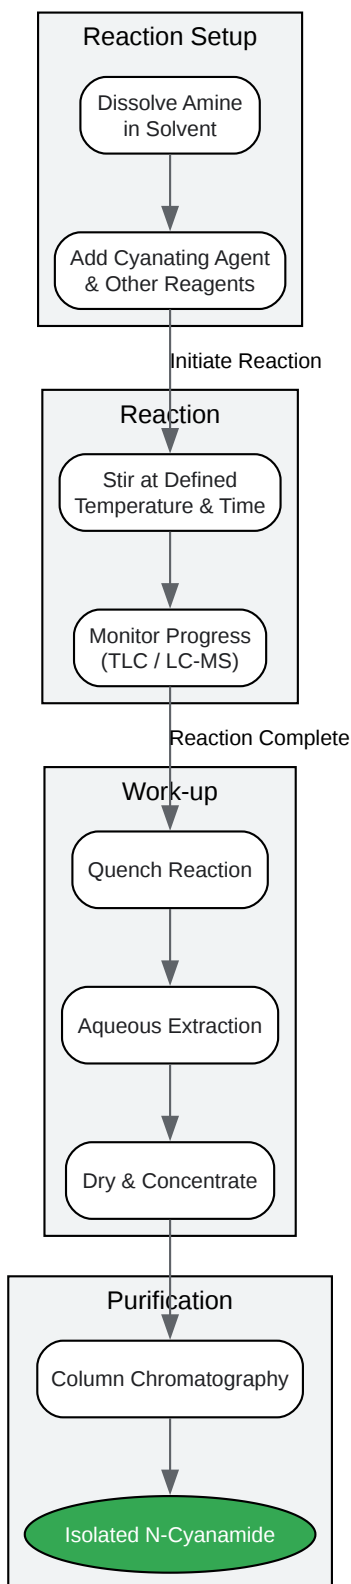 Reaction Setup
Dissolve Amine
in Solvent
Add Cyanating Agent
& Other Reagents
Initiate Reaction
Reaction
Stir at Defined
Temperature & Time
Monitor Progress
(TLC / LC-MS)
Reaction Complete
Work-up
Quench Reaction
Aqueous Extraction
Dry & Concentrate
Purification
Column Chromatography
Isolated N-Cyanamide